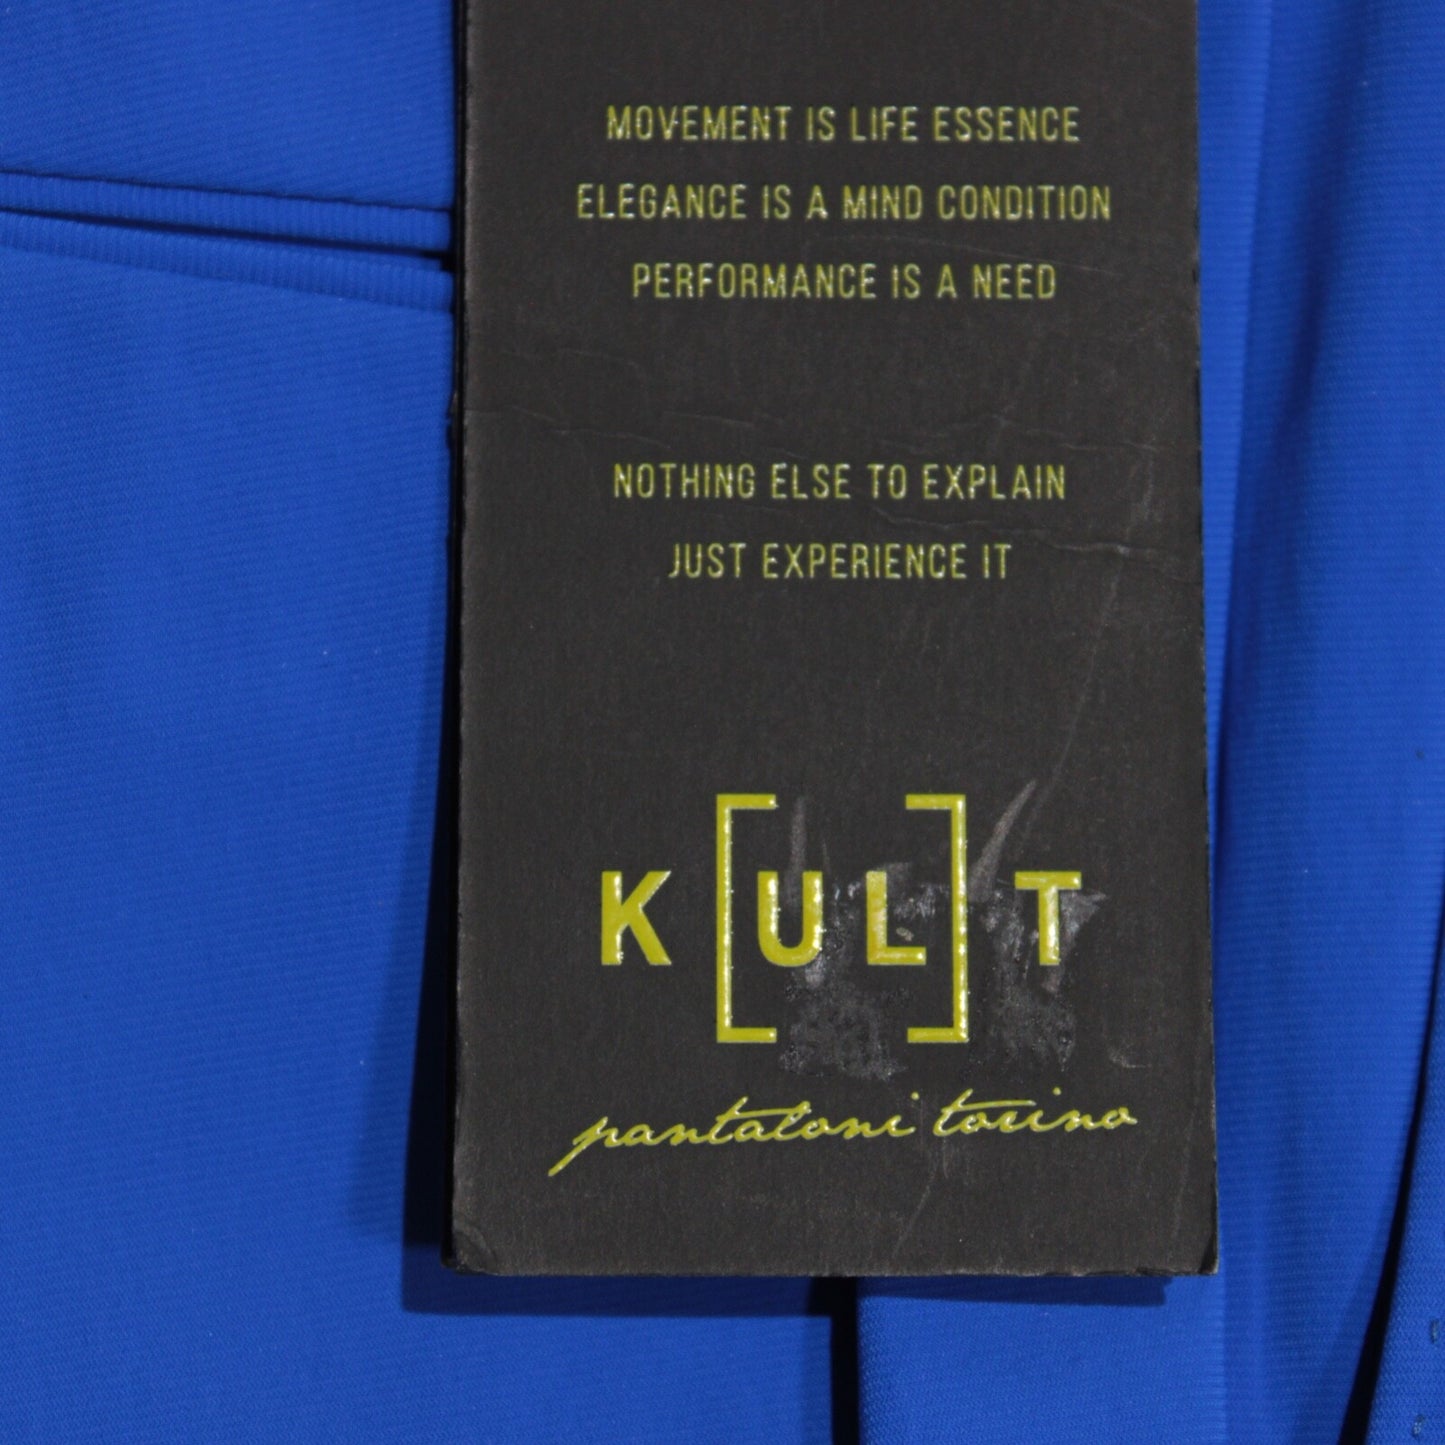 MOVEMENT IS LIFE ESSENCE
ELEGANCE IS A MIND CONDITION
PERFORMANCE IS A NEED
NOTHING ELSE TO EXPLAIN
JUST EXPERIENCE IT
K[UL]T
pantaloni torino